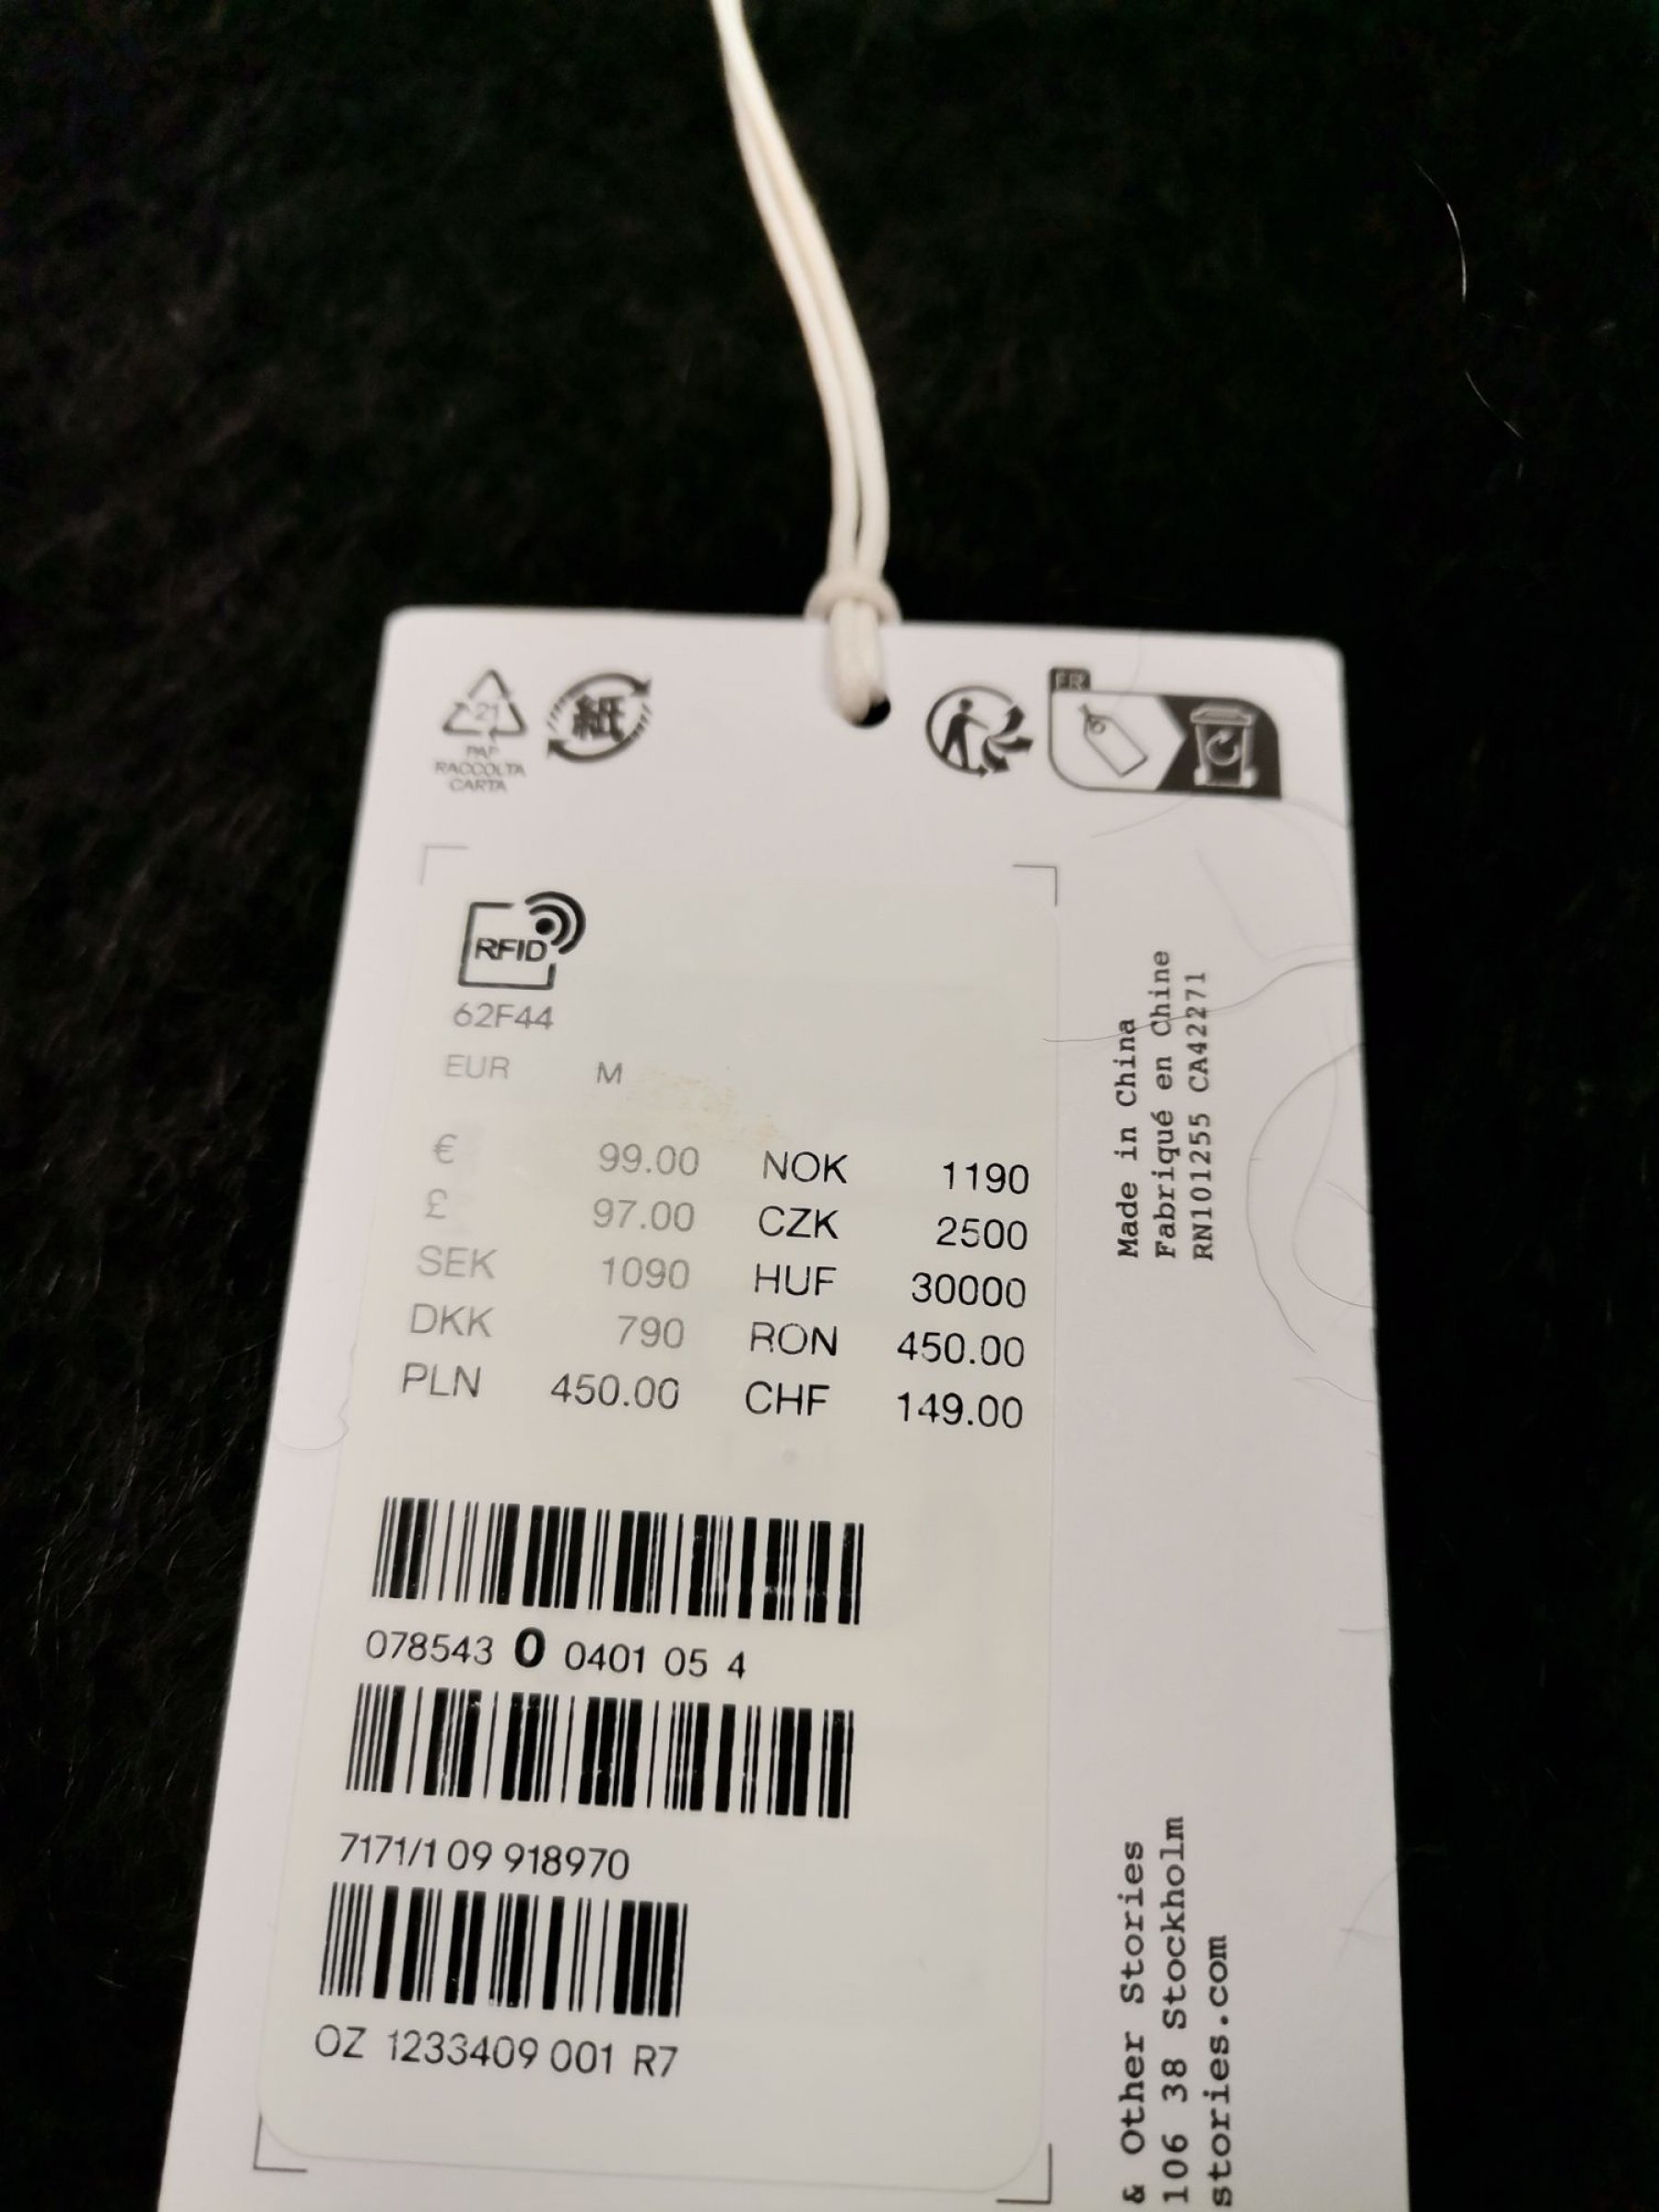 21
PAP
RACCOLTA
CARTA
紙
FR
RFID
62F44
EUR M
€ 99.00 NOK 1190
£ 97.00 CZK 2500
SEK 1090 HUF 30000
DKK 790 RON 450.00
PLN 450.00 CHF 149.00
078543 0 0401 05 4
7171/1 09 918970
OZ 1233409 001 R7
Made in China
Fabriqué en Chine
RN101255 CA42271
& Other Stories
106 38 Stockholm
stories.com